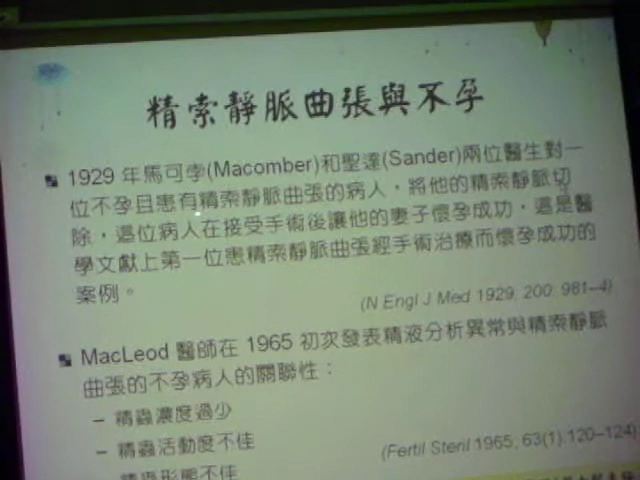 精索靜脈曲張與不孕
1929 年馬可孛(Macomber)和聖達(Sander)兩位醫生對一
位不孕且患有精索靜脈曲張的病人，將他的精索靜脈切
除，這位病人在接受手術後讓他的妻子懷孕成功，這是醫
學文獻上第一位患精索靜脈曲張經手術治療而懷孕成功的
案例。
(N Engl J Med 1929, 200: 981–4)
MacLeod 醫師在 1965 初次發表精液分析異常與精索靜脈
曲張的不孕病人的關聯性：
– 精蟲濃度過少
– 精蟲活動度不佳
(Fertil Steril 1965; 63(1):120–124)
精蟲形態不佳